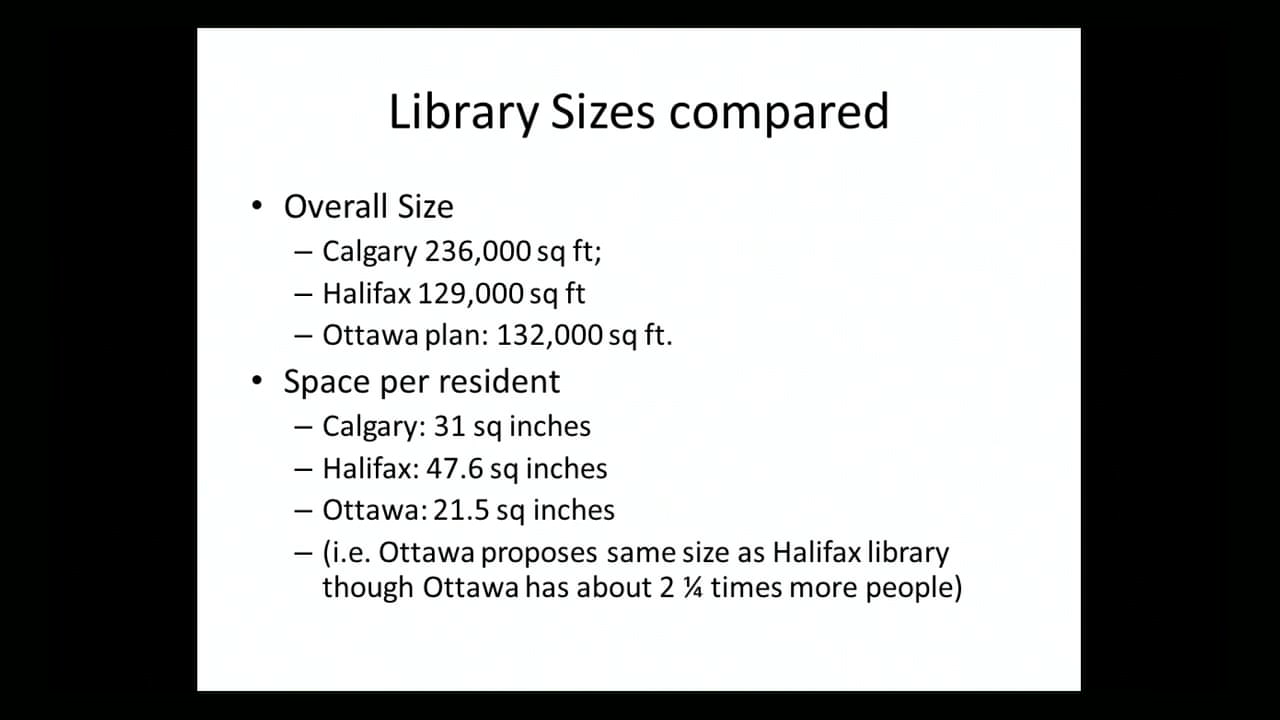 Library Sizes compared
• Overall Size
– Calgary 236,000 sq ft;
– Halifax 129,000 sq ft
– Ottawa plan: 132,000 sq ft.
• Space per resident
– Calgary: 31 sq inches
– Halifax: 47.6 sq inches
– Ottawa: 21.5 sq inches
– (i.e. Ottawa proposes same size as Halifax library
though Ottawa has about 2 ¼ times more people)